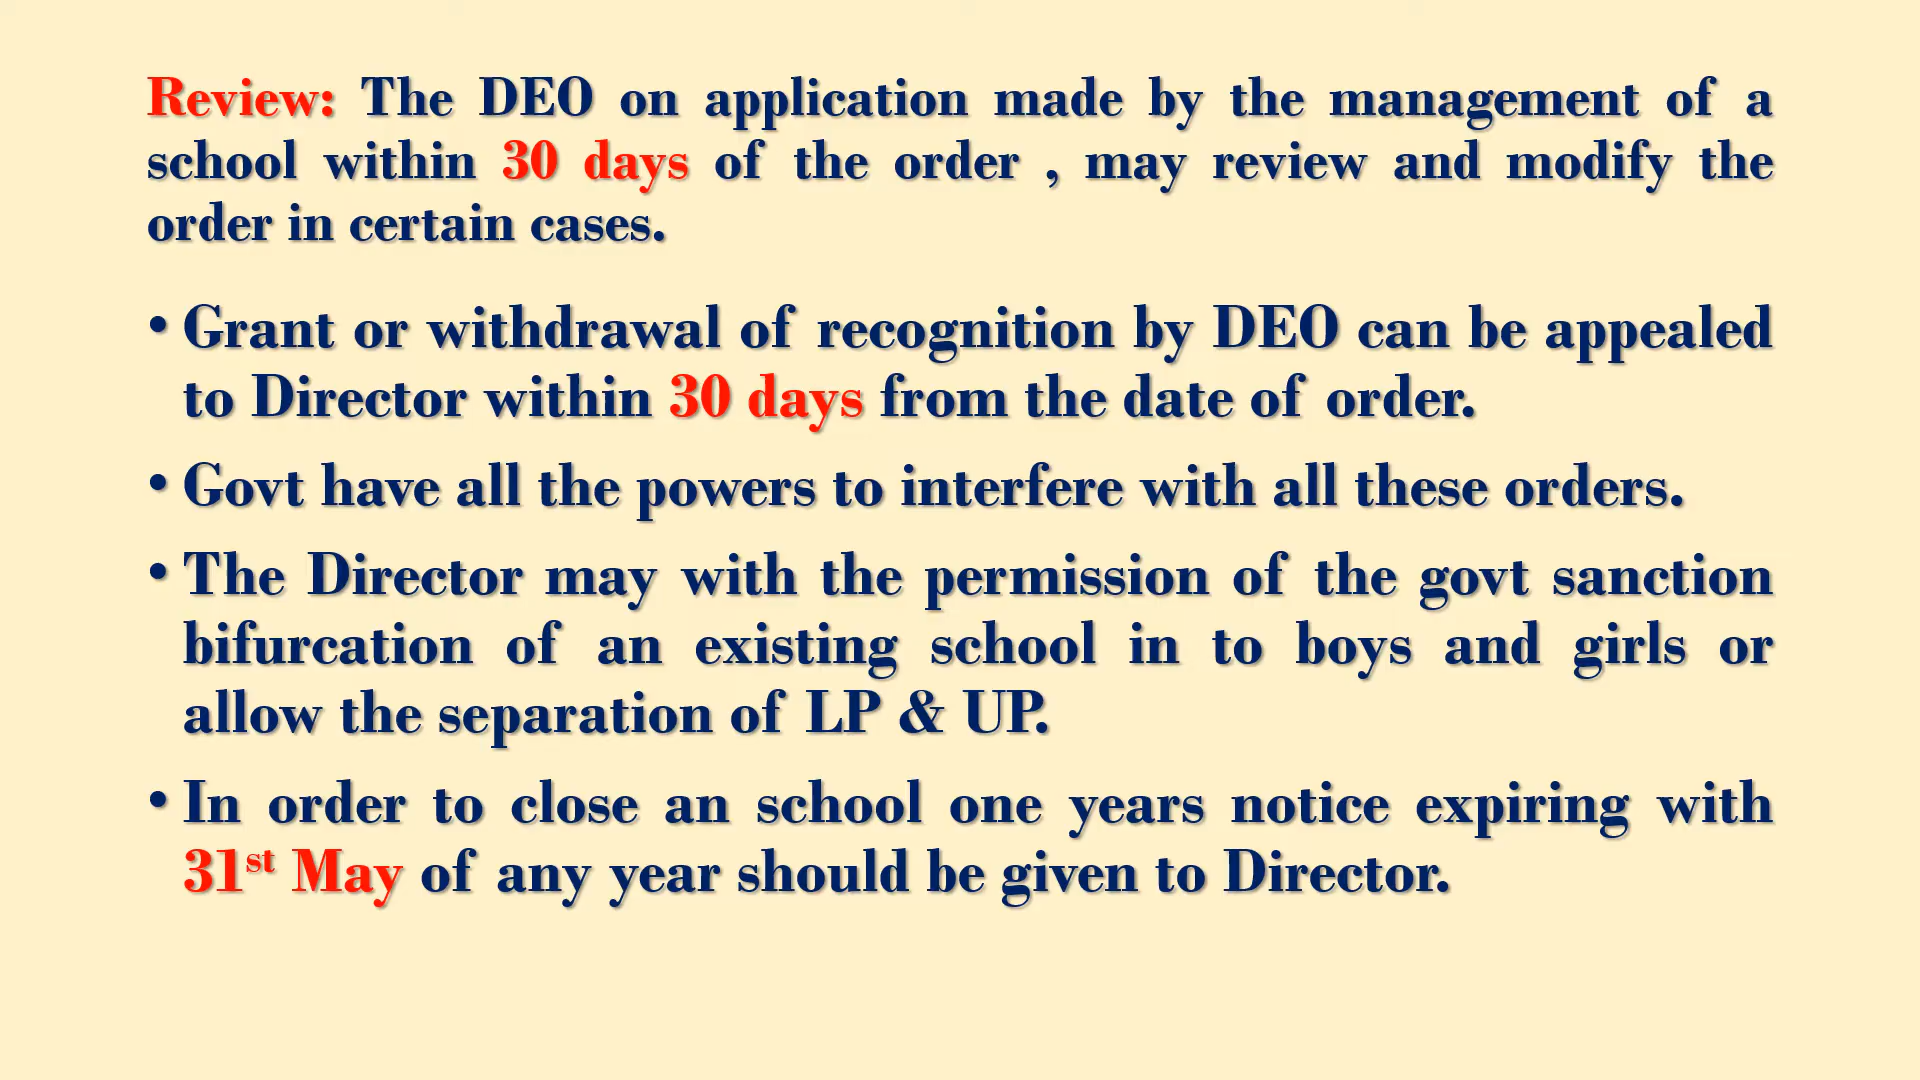 Review: The DEO on application made by the management of a
school within 30 days of the order , may review and modify the
order in certain cases.
• Grant or withdrawal of recognition by DEO can be appealed
to Director within 30 days from the date of order.
• Govt have all the powers to interfere with all these orders.
• The Director may with the permission of the govt sanction
bifurcation of an existing school in to boys and girls or
allow the separation of LP & UP.
• In order to close an school one years notice expiring with
31st May of any year should be given to Director.